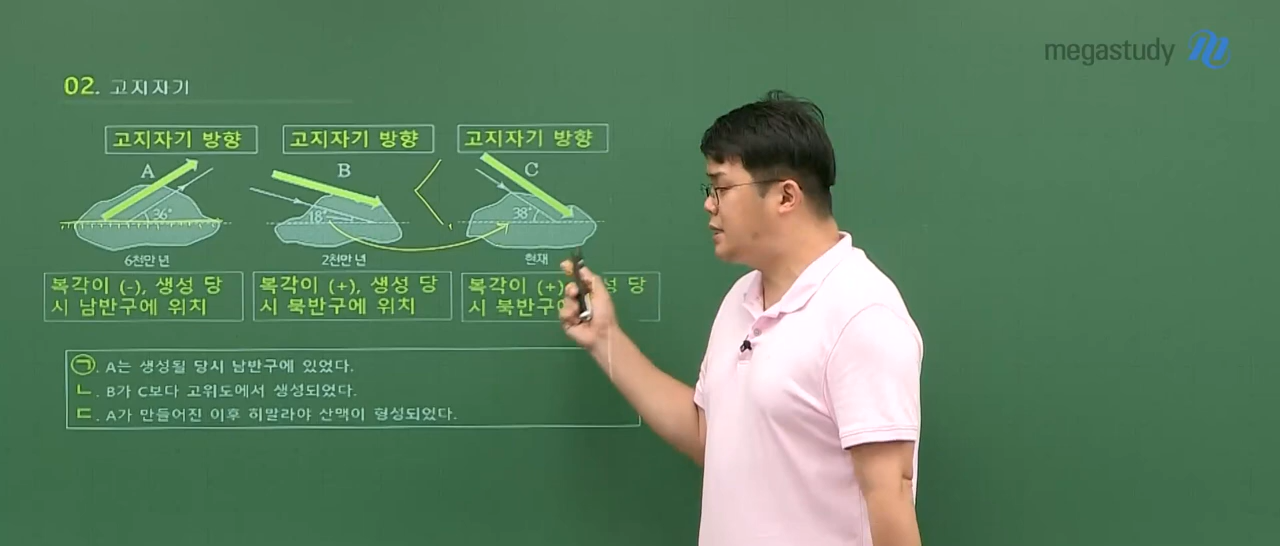 megastudy
02. 고지자기
고지자기 방향
고지자기 방향
고지자기 방향
A
B
C
36°
18°
38°
6천만 년
2천만 년
현재
복각이 (-), 생성 당
시 남반구에 위치
복각이 (+), 생성 당
시 북반구에 위치
복각이 (+) 성 당
시 북반구
ㄱ. A는 생성될 당시 남반구에 있었다.
ㄴ. B가 C보다 고위도에서 생성되었다.
ㄷ. A가 만들어진 이후 히말라야 산맥이 형성되었다.